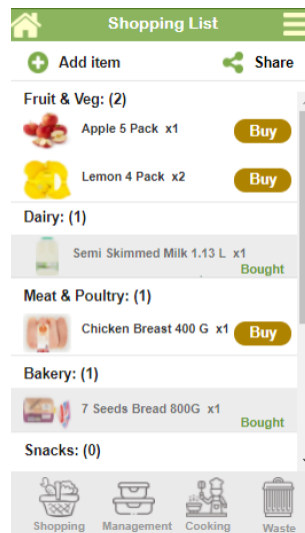 Shopping List
Add item Share
Fruit & Veg: (2)
Apple 5 Pack x1 Buy
Lemon 4 Pack x2 Buy
Dairy: (1)
Semi Skimmed Milk 1.13 L x1
Bought
Meat & Poultry: (1)
Chicken Breast 400 G x1 Buy
Bakery: (1)
7 Seeds Bread 800G x1
Bought
Snacks: (0)
Shopping Management Cooking Waste